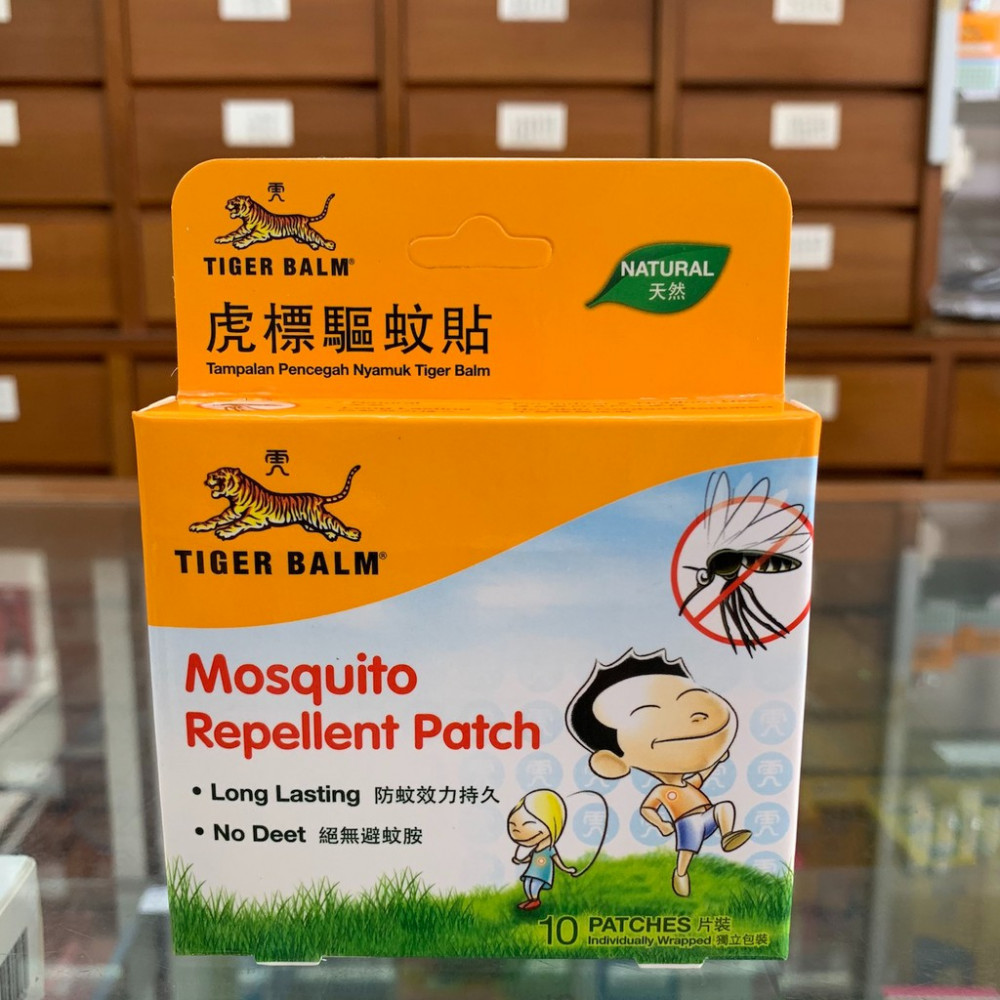 TIGER BALM®
NATURAL
天然
虎標驅蚊貼
Tampalan Pencegah Nyamuk Tiger Balm
TIGER BALM®
Mosquito
Repellent Patch
• Long Lasting 防蚊效力持久
• No Deet 絕無避蚊胺
10 PATCHES 片裝
Individually Wrapped 獨立包裝